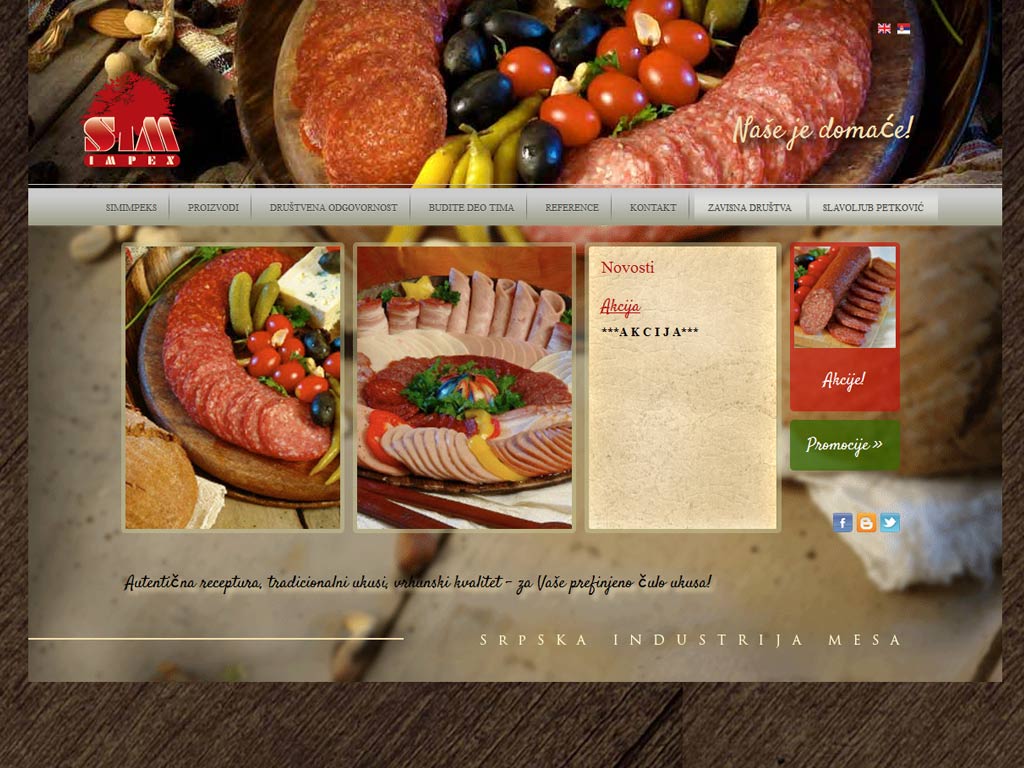 SIM
IMPEX
Naše je domaće!
SIMIMPEKS PROIZVODI DRUŠTVENA ODGOVORNOST BUDITE DEO TIMA REFERENCE KONTAKT ZAVISNA DRUŠTVA SLAVOLJUB PETKOVIĆ
Novosti
Akcija
***A K C I J A***
Akcije!
Promocije »
Autentična receptura, tradicionalni ukusi, vrhunski kvalitet – za Vaše prefinjeno čulo ukusa!
SRPSKA INDUSTRIJA MESA